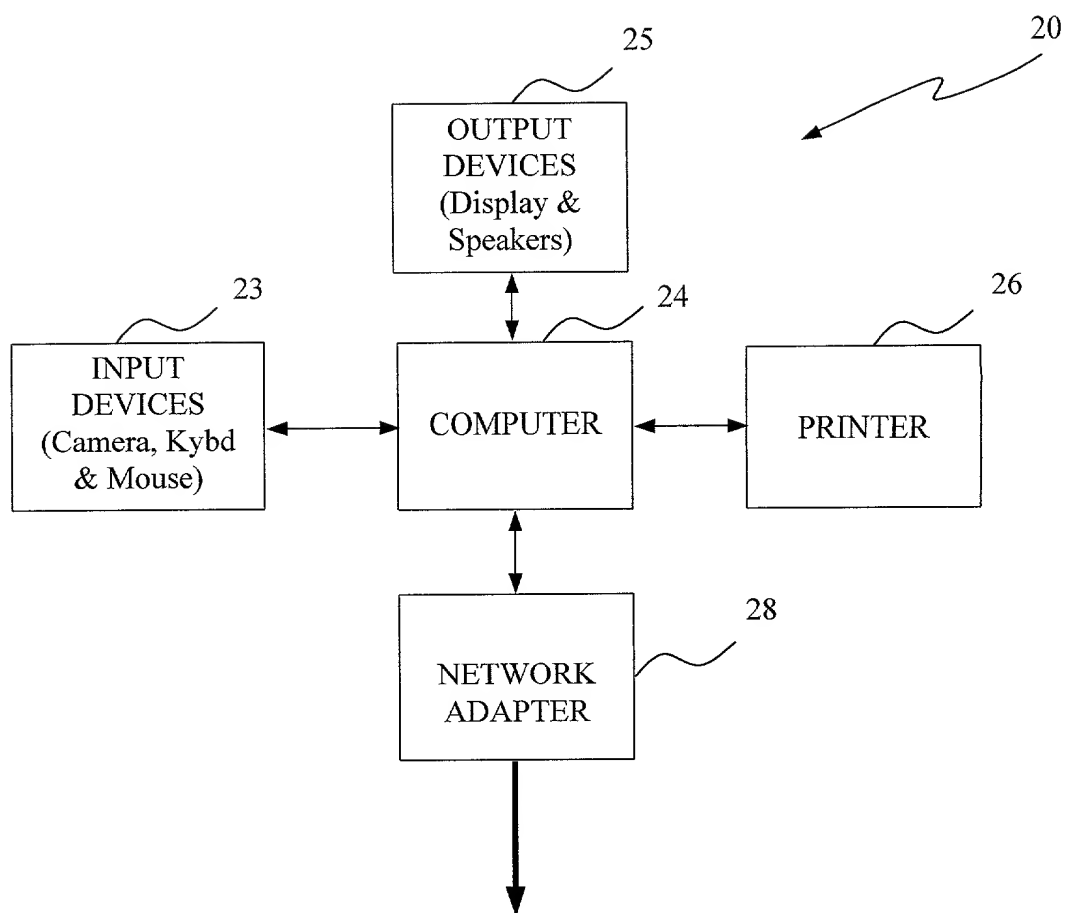 20
25
OUTPUT
DEVICES
(Display &
Speakers)
23
24
26
INPUT
DEVICES
(Camera, Kybd
& Mouse)
COMPUTER
PRINTER
28
NETWORK
ADAPTER